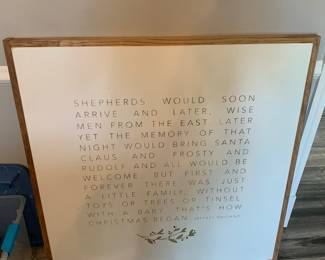 SHEPHERDS WOULD SOON
ARRIVE AND LATER, WISE
MEN FROM THE EAST. LATER
YET THE MEMORY OF THAT
NIGHT WOULD BRING SANTA
CLAUS AND FROSTY AND
RUDOLF AND ALL WOULD BE
WELCOME. BUT FIRST AND
FOREVER THERE WAS JUST
A LITTLE FAMILY, WITHOUT
TOYS OR TREES OR TINSEL
WITH A BABY. THAT'S HOW
CHRISTMAS BEGAN.